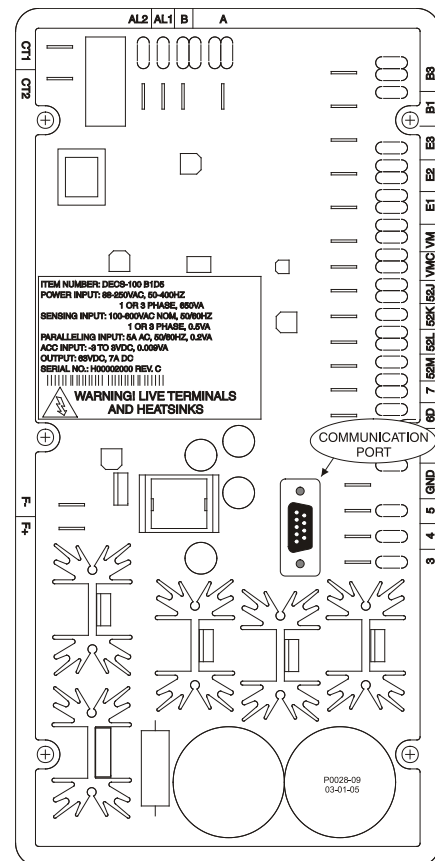 AL2 AL1 B A
CT1
CT2
B3
B1
E3
E2
E1
VM
VMC
52J
52K
52L
52M
7
6D
ITEM NUMBER: DECS-100 B1D5
POWER INPUT: 88-250VAC, 50-400HZ
1 OR 3 PHASE, 650VA
SENSING INPUT: 100-600VAC NOM, 50/60HZ
1 OR 3 PHASE, 0.5VA
PARALLELING INPUT: 5A AC, 50/60HZ, 0.2VA
ACC INPUT: -3 TO 3VDC, 0.009VA
OUTPUT: 63VDC, 7A DC
SERIAL NO.: H00002000 REV. C
WARNING! LIVE TERMINALS
AND HEATSINKS
COMMUNICATION
PORT
GND
5
4
3
F-
F+
P0028-09
03-01-05